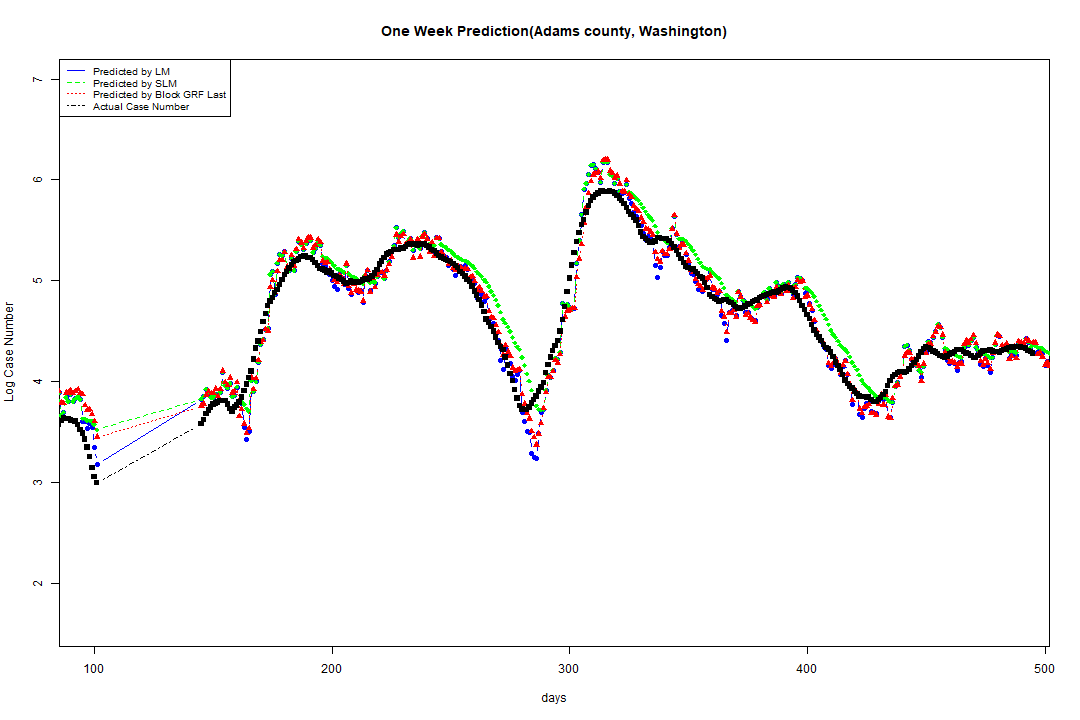 One Week Prediction(Adams county, Washington)
Predicted by LM
Predicted by SLM
Predicted by Block GRF Last
Actual Case Number
7
6
5
4
3
2
Log Case Number
100 200 300 400 500
days